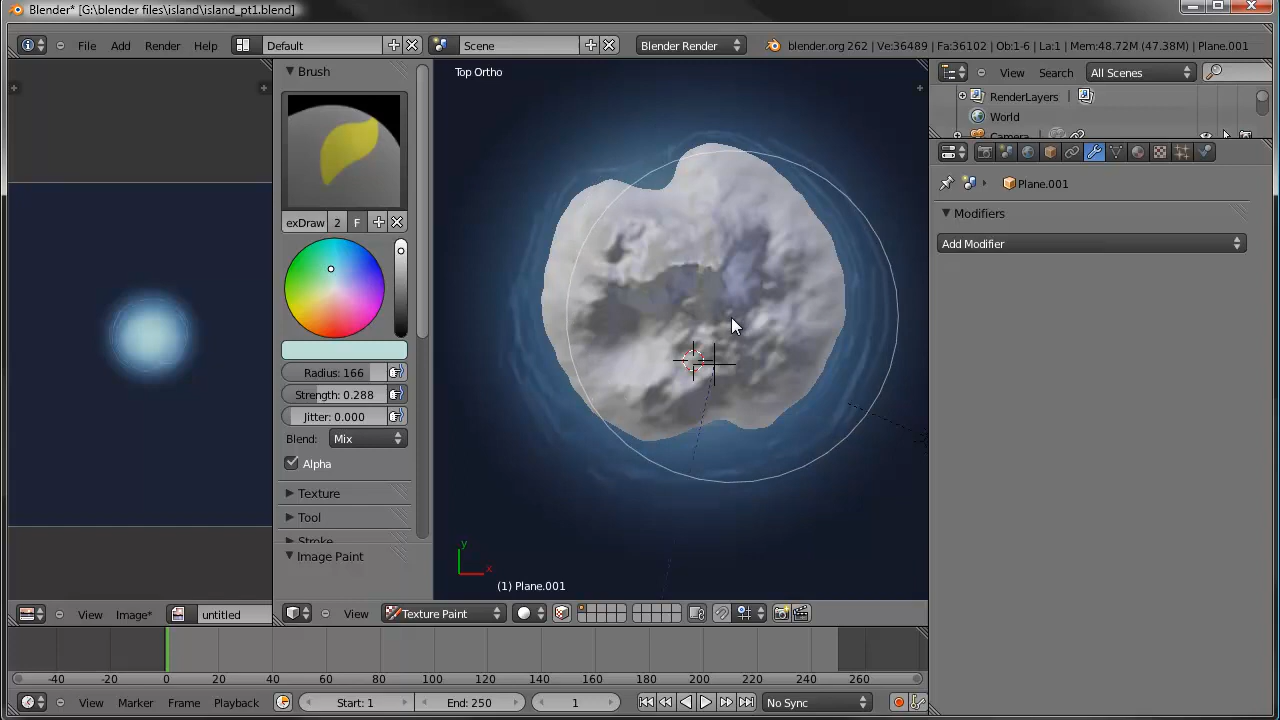 Blender* [G:\blender files\island\island_pt1.blend]
File Add Render Help Default Scene Blender Render blender.org 262 | Ve:36489 | Fa:36102 | Ob:1-6 | La:1 | Mem:48.72M (47.38M) | Plane.001
Brush
Top Ortho
View Search All Scenes
RenderLayers
World
Camera
Plane.001
Modifiers
Add Modifier
exDraw 2 F
Radius: 166
Strength: 0.288
Jitter: 0.000
Blend: Mix
Alpha
Texture
Tool
Stroke
Image Paint
y
x
(1) Plane.001
View Image* untitled
View Texture Paint
-40 -20 0 20 40 60 80 100 120 140 160 180 200 220 240 260
View Marker Frame Playback Start: 1 End: 250 1 No Sync